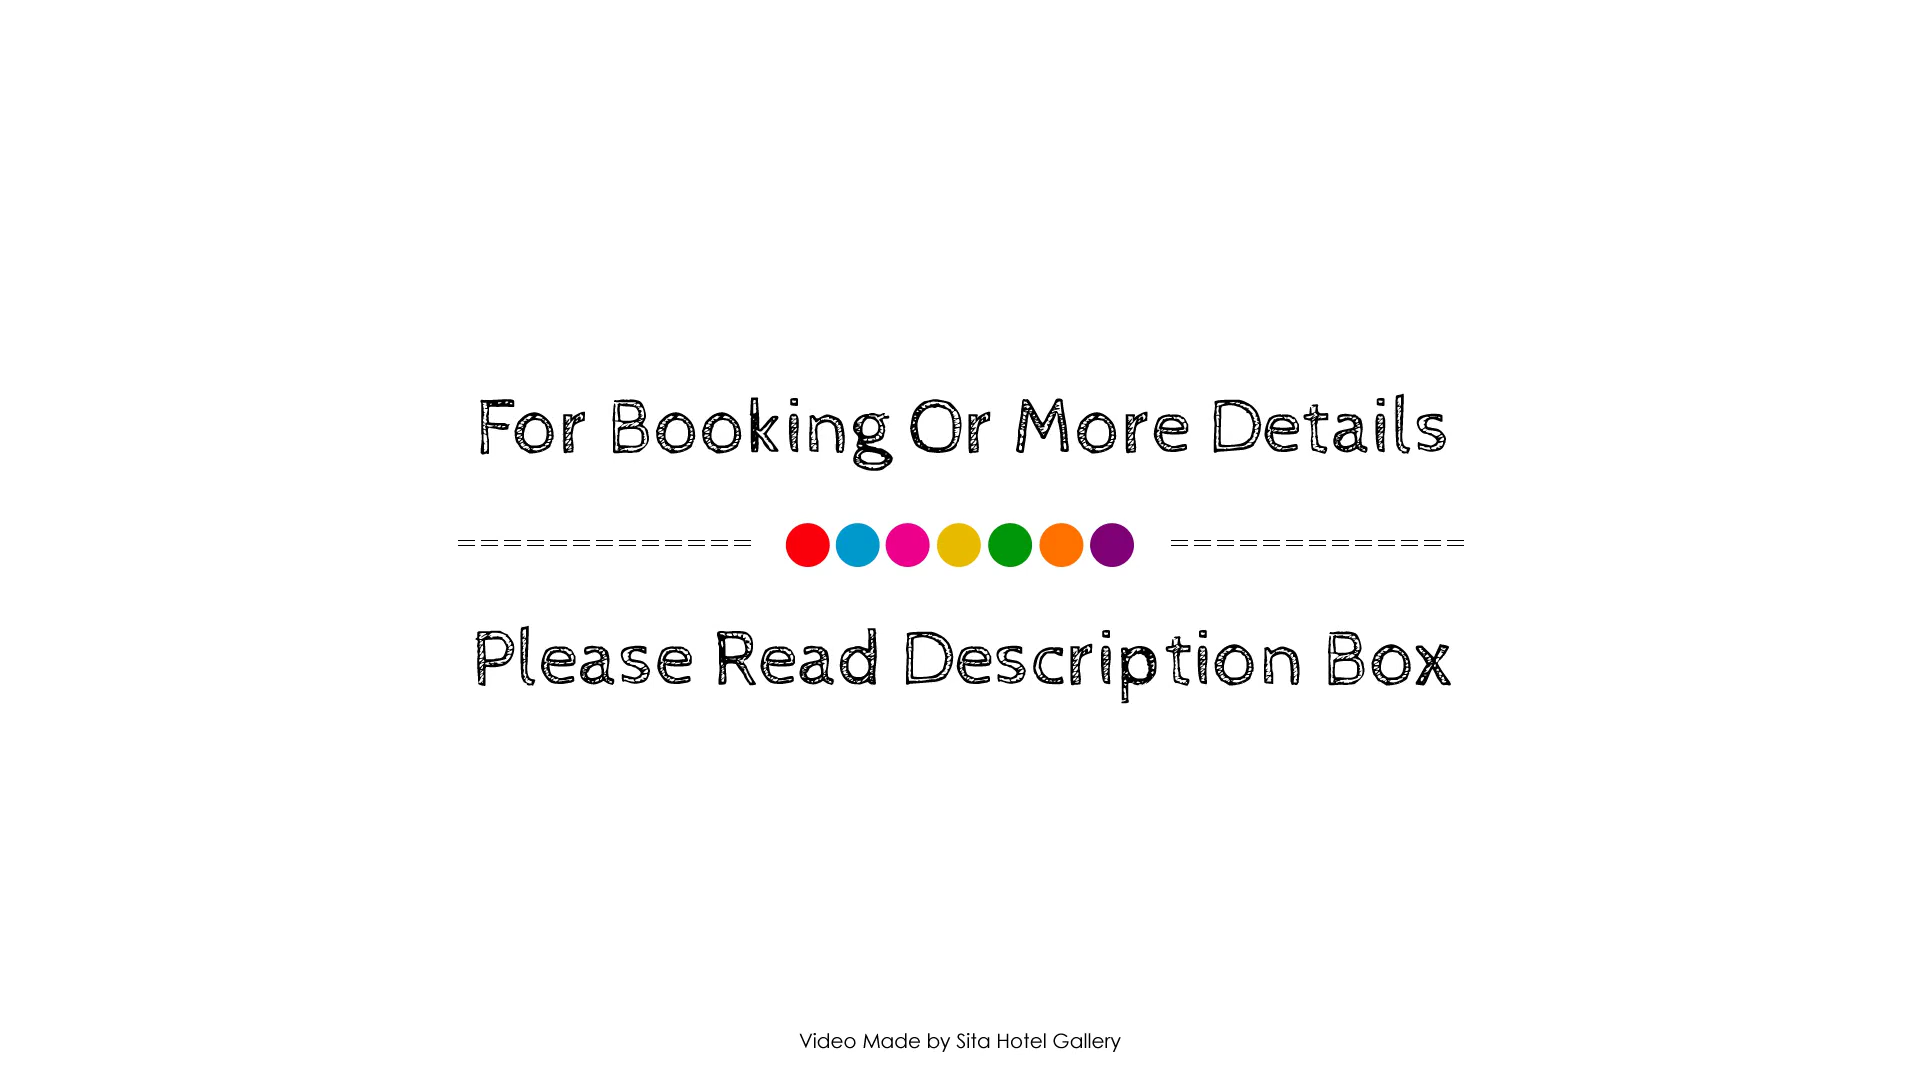 For Booking Or More Details
============= =============
Please Read Description Box
Video Made by Sita Hotel Gallery